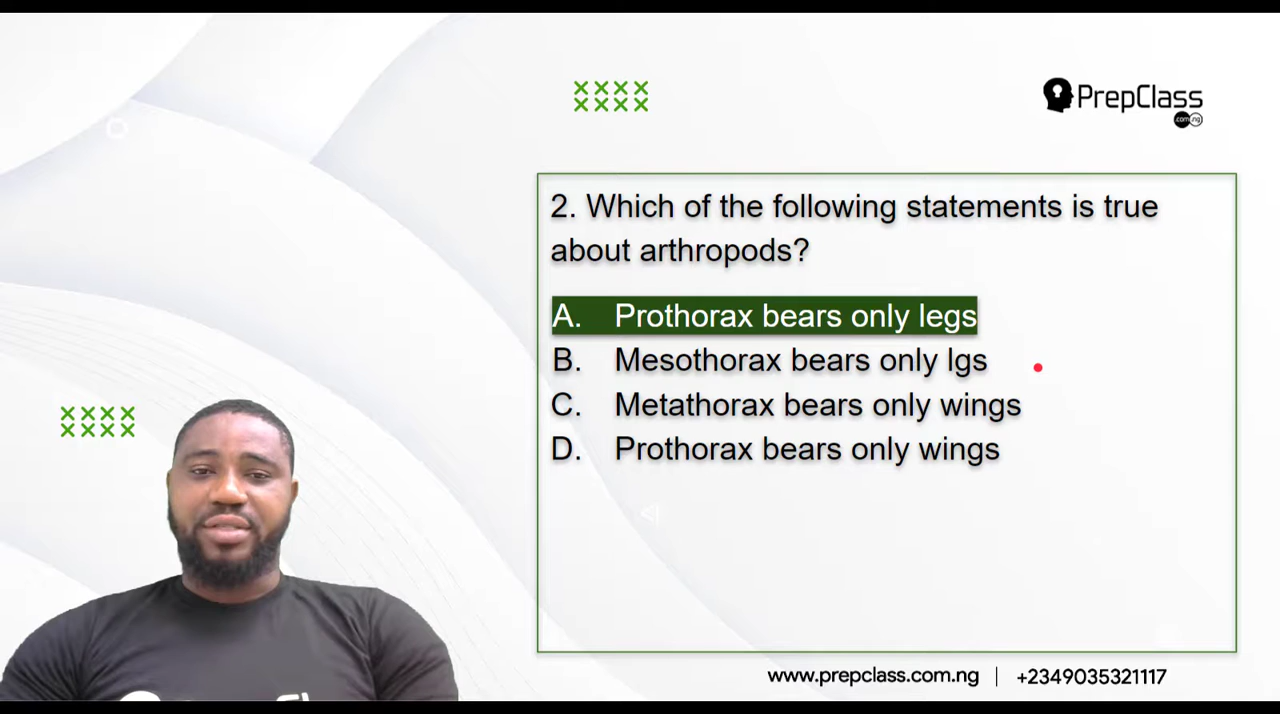 PrepClass
.com.ng
2. Which of the following statements is true
about arthropods?
A. Prothorax bears only legs
B. Mesothorax bears only lgs
C. Metathorax bears only wings
D. Prothorax bears only wings
www.prepclass.com.ng | +2349035321117